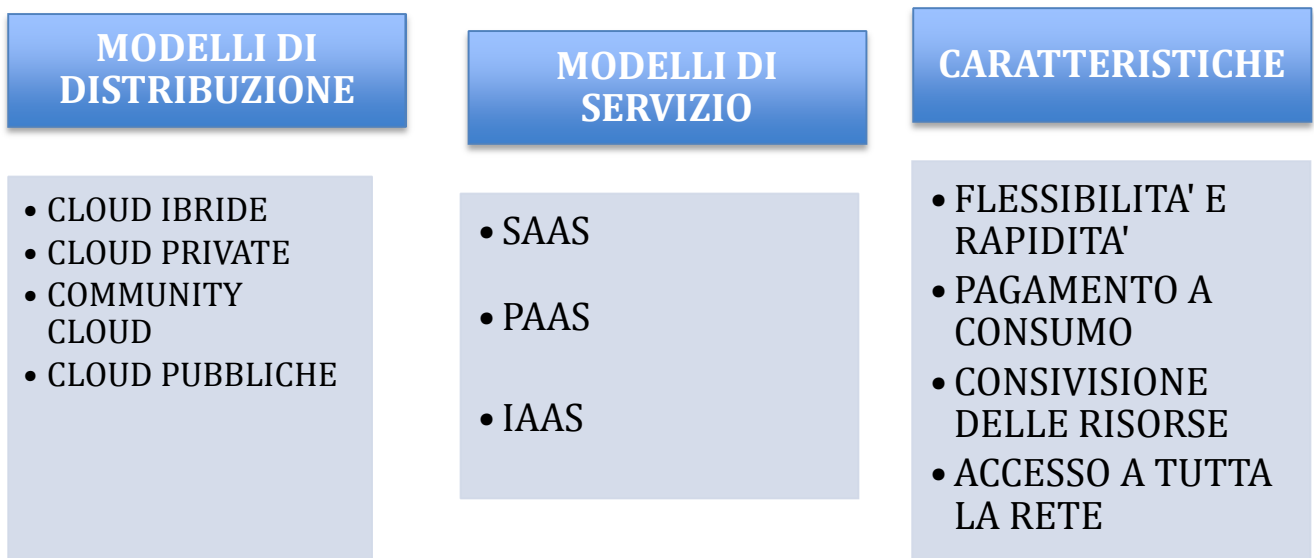 MODELLI DI
DISTRIBUZIONE
• CLOUD IBRIDE
• CLOUD PRIVATE
• COMMUNITY
CLOUD
• CLOUD PUBBLICHE
MODELLI DI
SERVIZIO
• SAAS
• PAAS
• IAAS
CARATTERISTICHE
• FLESSIBILITA' E
RAPIDITA'
• PAGAMENTO A
CONSUMO
• CONSIVISIONE
DELLE RISORSE
• ACCESSO A TUTTA
LA RETE